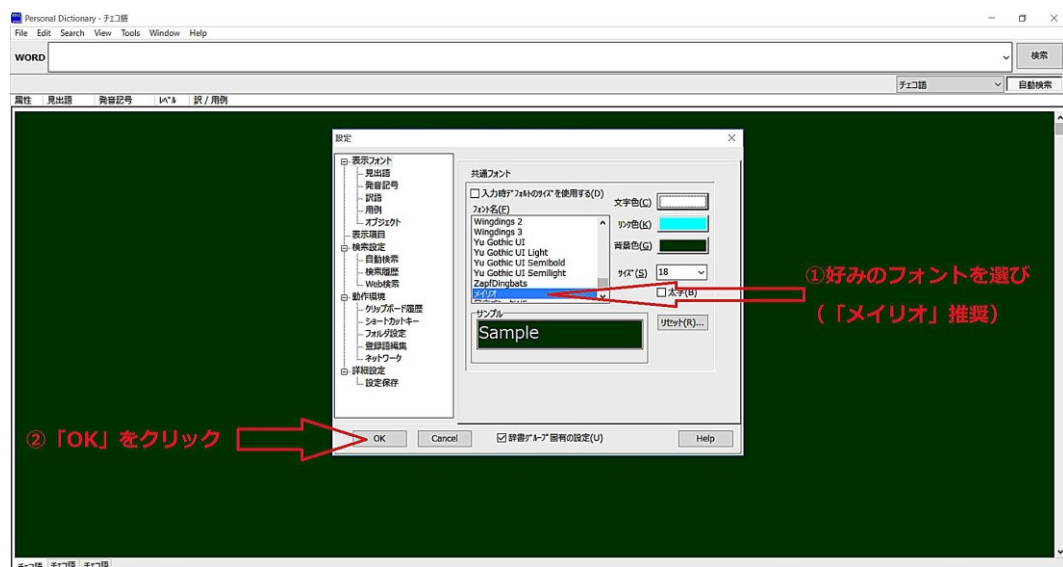 Personal Dictionary - チェコ語
File Edit Search View Tools Window Help
WORD
検索
チェコ語
自動検索
属性 見出語 発音記号 ﾚﾍﾞﾙ 訳 / 用例
設定
表示フォント
見出語
発音記号
訳語
用例
オブジェクト
表示項目
検索設定
自動検索
検索履歴
Web検索
動作環境
クリップボード履歴
ショートカットキー
フォルダ設定
登録語編集
ネットワーク
詳細設定
設定保存
共通フォント
入力時ﾃﾞﾌｫﾙﾄのｻｲｽﾞを使用する(D)
ﾌｫﾝﾄ名(F)
Wingdings 2
Wingdings 3
Yu Gothic UI
Yu Gothic UI Light
Yu Gothic UI Semibold
Yu Gothic UI Semilight
ZapfDingbats
メイリオ
文字色(C)
ﾘﾝｸ色(K)
背景色(G)
ｻｲｽﾞ(S) 18
太字(B)
サンプル
Sample
ﾘｾｯﾄ(R)...
①好みのフォントを選び
（「メイリオ」推奨）
②「OK」をクリック
OK Cancel 辞書ｸﾞﾙｰﾌﾟ固有の設定(U) Help
チェコ語 チェコ語 チェコ語